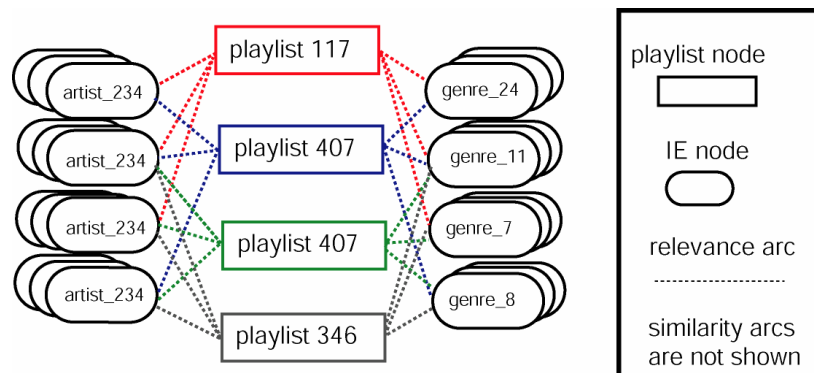 playlist 117
playlist 407
playlist 407
playlist 346
artist_234
artist_234
artist_234
artist_234
genre_24
genre_11
genre_7
genre_8
playlist node
IE node
relevance arc
similarity arcs
are not shown